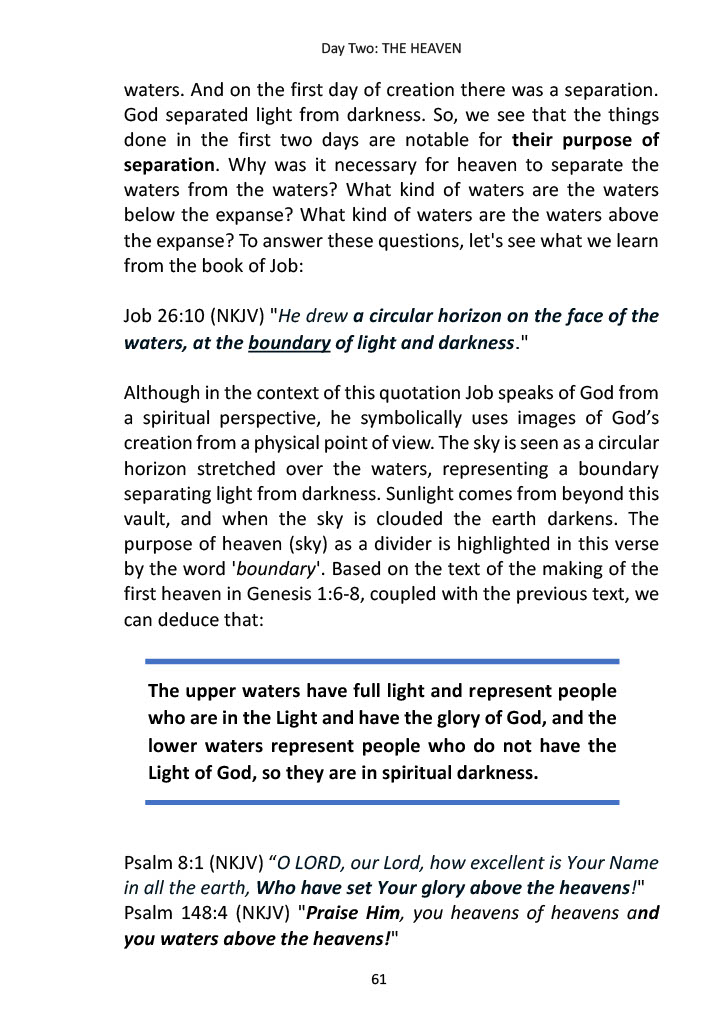 Day Two: THE HEAVEN
waters. And on the first day of creation there was a separation.
God separated light from darkness. So, we see that the things
done in the first two days are notable for their purpose of
separation. Why was it necessary for heaven to separate the
waters from the waters? What kind of waters are the waters
below the expanse? What kind of waters are the waters above
the expanse? To answer these questions, let's see what we learn
from the book of Job:
Job 26:10 (NKJV) "He drew a circular horizon on the face of the
waters, at the boundary of light and darkness."
Although in the context of this quotation Job speaks of God from
a spiritual perspective, he symbolically uses images of God’s
creation from a physical point of view. The sky is seen as a circular
horizon stretched over the waters, representing a boundary
separating light from darkness. Sunlight comes from beyond this
vault, and when the sky is clouded the earth darkens. The
purpose of heaven (sky) as a divider is highlighted in this verse
by the word 'boundary'. Based on the text of the making of the
first heaven in Genesis 1:6-8, coupled with the previous text, we
can deduce that:
The upper waters have full light and represent people
who are in the Light and have the glory of God, and the
lower waters represent people who do not have the
Light of God, so they are in spiritual darkness.
Psalm 8:1 (NKJV) “O LORD, our Lord, how excellent is Your Name
in all the earth, Who have set Your glory above the heavens!"
Psalm 148:4 (NKJV) "Praise Him, you heavens of heavens and
you waters above the heavens!"
61